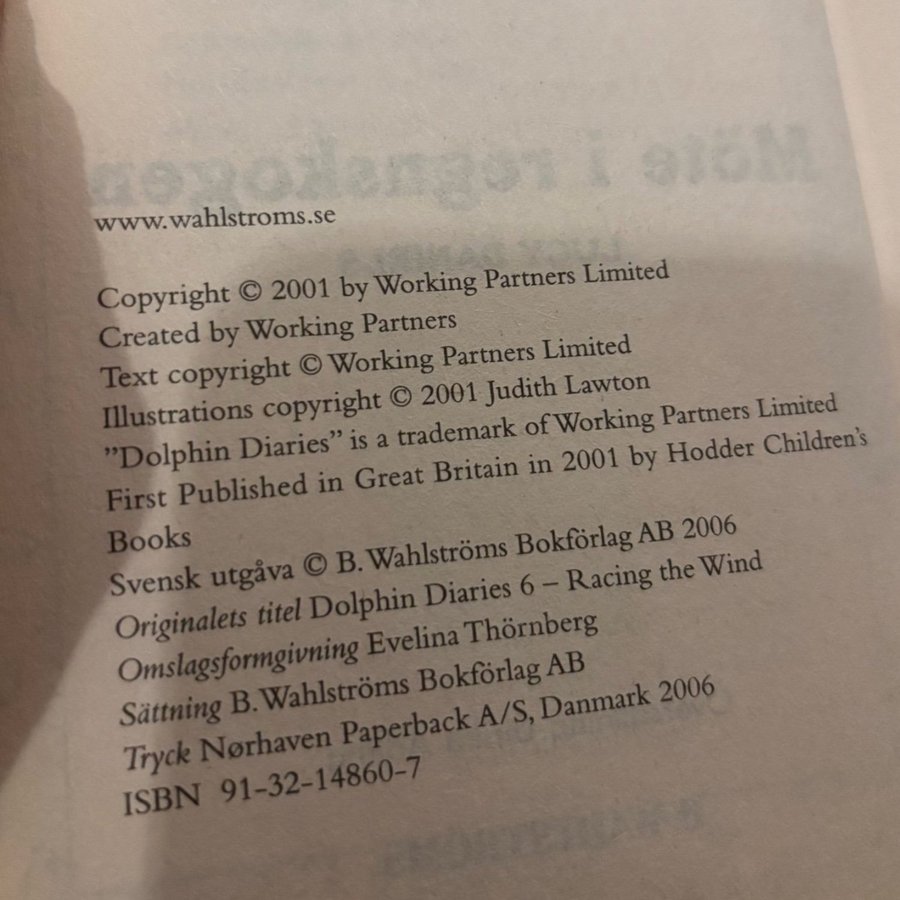 Möte i regnskogen
www.wahlstroms.se
Copyright © 2001 by Working Partners Limited
Created by Working Partners
Text copyright © Working Partners Limited
Illustrations copyright © 2001 Judith Lawton
”Dolphin Diaries” is a trademark of Working Partners Limited
First Published in Great Britain in 2001 by Hodder Children’s
Books
Svensk utgåva © B. Wahlströms Bokförlag AB 2006
Originalets titel Dolphin Diaries 6 – Racing the Wind
Omslagsformgivning Evelina Thörnberg
Sättning B. Wahlströms Bokförlag AB
Tryck Nørhaven Paperback A/S, Danmark 2006
ISBN 91-32-14860-7